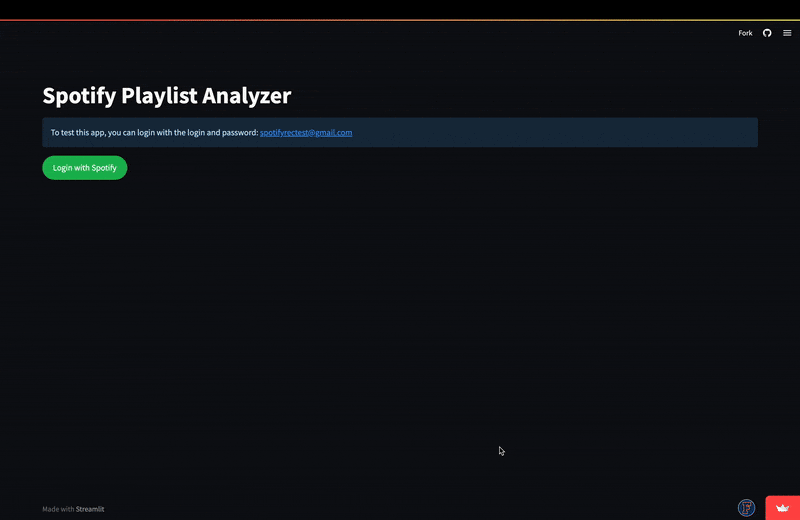 Fork
Spotify Playlist Analyzer
To test this app, you can login with the login and password: spotifyrectest@gmail.com
Login with Spotify
Made with Streamlit
F